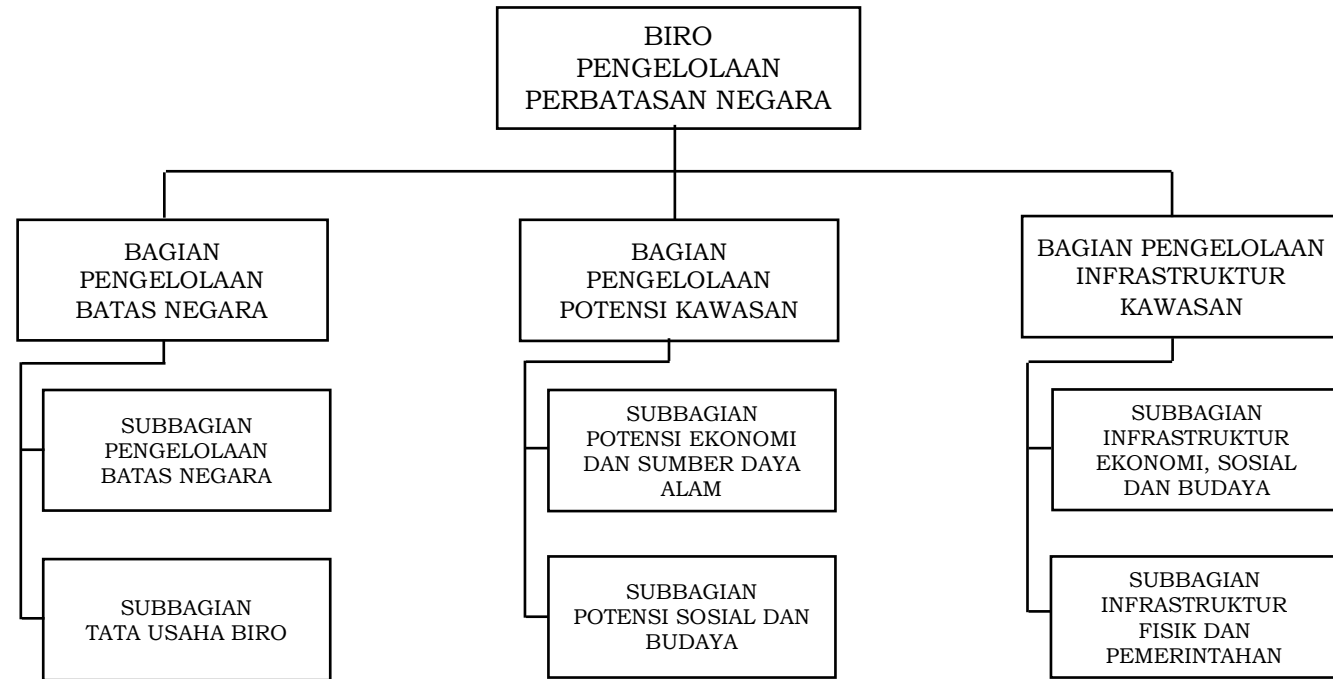 BIRO
PENGELOLAAN
PERBATASAN NEGARA
BAGIAN
PENGELOLAAN
BATAS NEGARA
BAGIAN
PENGELOLAAN
POTENSI KAWASAN
BAGIAN PENGELOLAAN
INFRASTRUKTUR
KAWASAN
SUBBAGIAN
PENGELOLAAN
BATAS NEGARA
SUBBAGIAN
POTENSI EKONOMI
DAN SUMBER DAYA
ALAM
SUBBAGIAN
INFRASTRUKTUR
EKONOMI, SOSIAL
DAN BUDAYA
SUBBAGIAN
TATA USAHA BIRO
SUBBAGIAN
POTENSI SOSIAL DAN
BUDAYA
SUBBAGIAN
INFRASTRUKTUR
FISIK DAN
PEMERINTAHAN